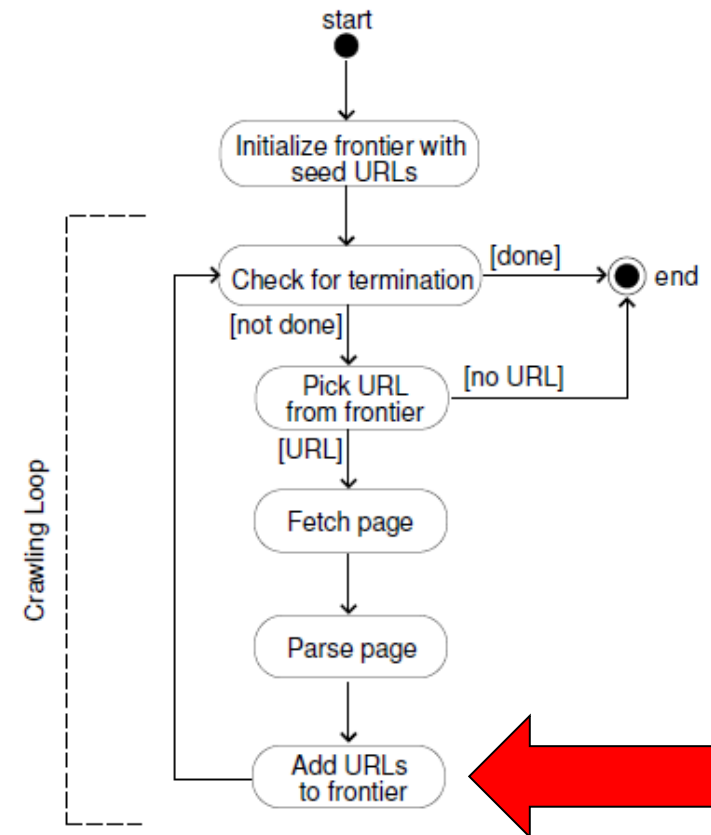 start
Initialize frontier with
seed URLs
Check for termination
[done]
end
[not done]
Pick URL
from frontier
[no URL]
[URL]
Fetch page
Parse page
Add URLs
to frontier
Crawling Loop